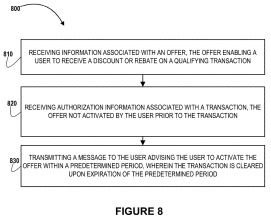 800
810
RECEIVING INFORMATION ASSOCIATED WITH AN OFFER, THE OFFER ENABLING A
USER TO RECEIVE A DISCOUNT OR REBATE ON A QUALIFYING TRANSACTION
820
RECEIVING AUTHORIZATION INFORMATION ASSOCIATED WITH A TRANSACTION, THE
OFFER NOT ACTIVATED BY THE USER PRIOR TO THE TRANSACTION
830
TRANSMITTING A MESSAGE TO THE USER ADVISING THE USER TO ACTIVATE THE
OFFER WITHIN A PREDETERMINED PERIOD, WHEREIN THE TRANSACTION IS CLEARED
UPON EXPIRATION OF THE PREDETERMINED PERIOD
FIGURE 8